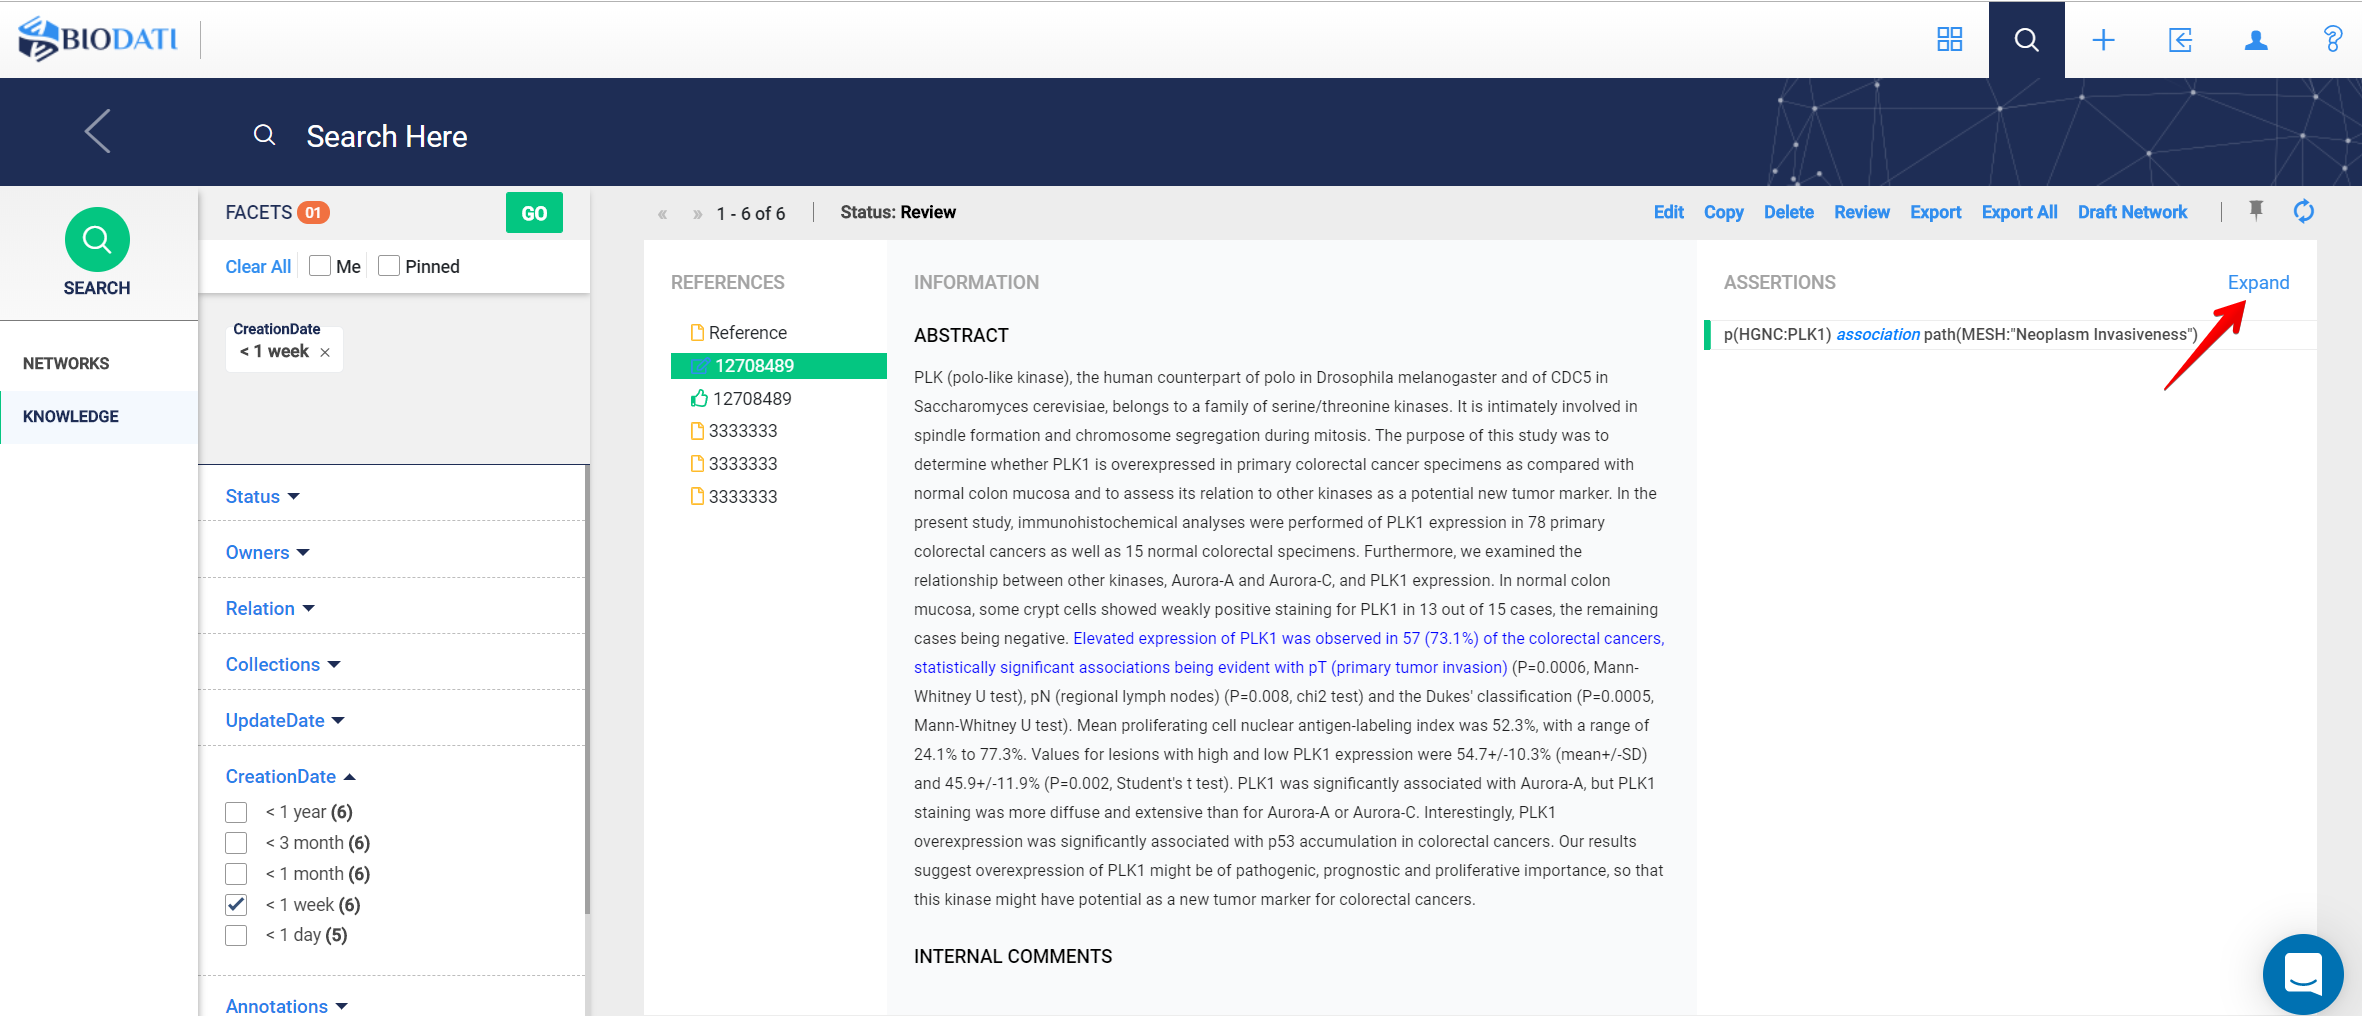 BIODATI
Search Here
SEARCH
NETWORKS
KNOWLEDGE
FACETS 01 GO
Clear All Me Pinned
CreationDate
< 1 week ×
Status
Owners
Relation
Collections
UpdateDate
CreationDate
< 1 year (6)
< 3 month (6)
< 1 month (6)
< 1 week (6)
< 1 day (5)
Annotations
« » 1 - 6 of 6 | Status: Review
Edit Copy Delete Review Export Export All Draft Network
REFERENCES
Reference
12708489
12708489
3333333
3333333
3333333
INFORMATION
ABSTRACT
PLK (polo-like kinase), the human counterpart of polo in Drosophila melanogaster and of CDC5 in
Saccharomyces cerevisiae, belongs to a family of serine/threonine kinases. It is intimately involved in
spindle formation and chromosome segregation during mitosis. The purpose of this study was to
determine whether PLK1 is overexpressed in primary colorectal cancer specimens as compared with
normal colon mucosa and to assess its relation to other kinases as a potential new tumor marker. In the
present study, immunohistochemical analyses were performed of PLK1 expression in 78 primary
colorectal cancers as well as 15 normal colorectal specimens. Furthermore, we examined the
relationship between other kinases, Aurora-A and Aurora-C, and PLK1 expression. In normal colon
mucosa, some crypt cells showed weakly positive staining for PLK1 in 13 out of 15 cases, the remaining
cases being negative. Elevated expression of PLK1 was observed in 57 (73.1%) of the colorectal cancers,
statistically significant associations being evident with pT (primary tumor invasion) (P=0.0006, Mann-
Whitney U test), pN (regional lymph nodes) (P=0.008, chi2 test) and the Dukes' classification (P=0.0005,
Mann-Whitney U test). Mean proliferating cell nuclear antigen-labeling index was 52.3%, with a range of
24.1% to 77.3%. Values for lesions with high and low PLK1 expression were 54.7+/-10.3% (mean+/-SD)
and 45.9+/-11.9% (P=0.002, Student's t test). PLK1 was significantly associated with Aurora-A, but PLK1
staining was more diffuse and extensive than for Aurora-A or Aurora-C. Interestingly, PLK1
overexpression was significantly associated with p53 accumulation in colorectal cancers. Our results
suggest overexpression of PLK1 might be of pathogenic, prognostic and proliferative importance, so that
this kinase might have potential as a new tumor marker for colorectal cancers.
INTERNAL COMMENTS
ASSERTIONS Expand
p(HGNC:PLK1) association path(MESH:"Neoplasm Invasiveness")